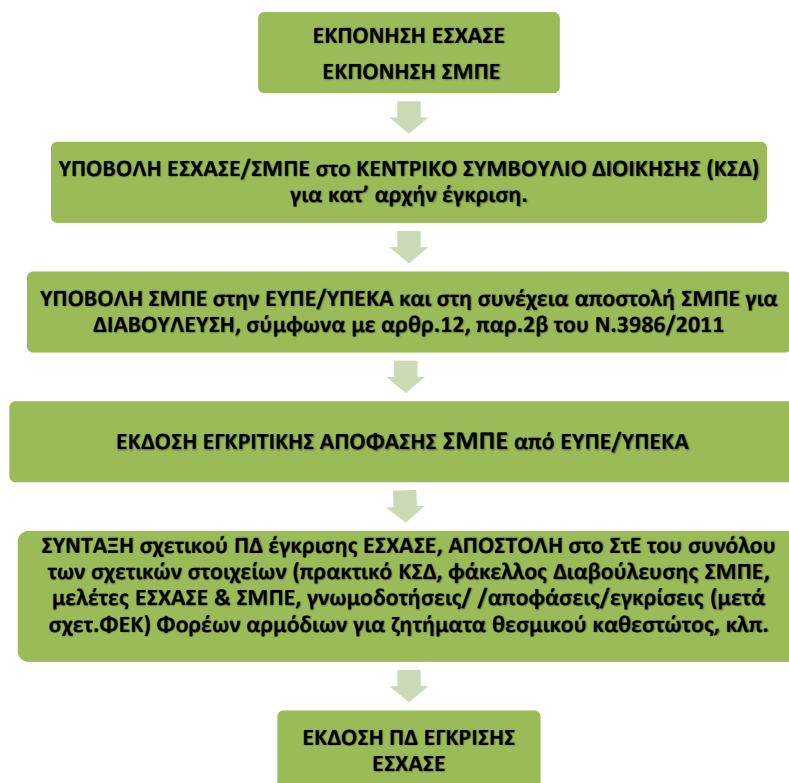 ΕΚΠΟΝΗΣΗ ΕΣΧΑΣΕ
ΕΚΠΟΝΗΣΗ ΣΜΠΕ
ΥΠΟΒΟΛΗ ΕΣΧΑΣΕ/ΣΜΠΕ στο ΚΕΝΤΡΙΚΟ ΣΥΜΒΟΥΛΙΟ ΔΙΟΙΚΗΣΗΣ (ΚΣΔ)
για κατ’ αρχήν έγκριση.
ΥΠΟΒΟΛΗ ΣΜΠΕ στην ΕΥΠΕ/ΥΠΕΚΑ και στη συνέχεια αποστολή ΣΜΠΕ για
ΔΙΑΒΟΥΛΕΥΣΗ, σύμφωνα με αρθρ.12, παρ.2β του Ν.3986/2011
ΕΚΔΟΣΗ ΕΓΚΡΙΤΙΚΗΣ ΑΠΟΦΑΣΗΣ ΣΜΠΕ από ΕΥΠΕ/ΥΠΕΚΑ
ΣΥΝΤΑΞΗ σχετικού ΠΔ έγκρισης ΕΣΧΑΣΕ, ΑΠΟΣΤΟΛΗ στο ΣτΕ του συνόλου
των σχετικών στοιχείων (πρακτικό ΚΣΔ, φάκελλος Διαβούλευσης ΣΜΠΕ,
μελέτες ΕΣΧΑΣΕ & ΣΜΠΕ, γνωμοδοτήσεις/ /αποφάσεις/εγκρίσεις (μετά
σχετ.ΦΕΚ) Φορέων αρμόδιων για ζητήματα θεσμικού καθεστώτος, κλπ.
ΕΚΔΟΣΗ ΠΔ ΕΓΚΡΙΣΗΣ
ΕΣΧΑΣΕ